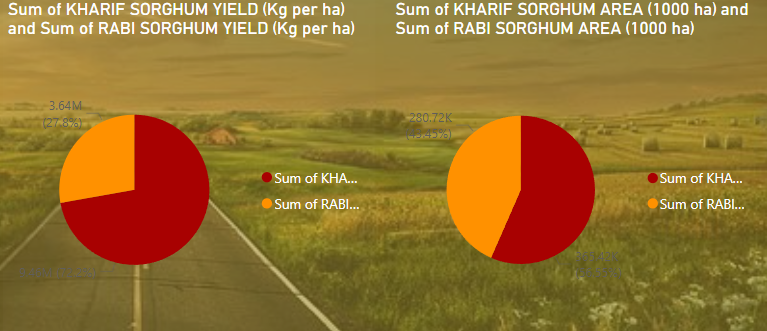 Sum of KHARIF SORGHUM YIELD (Kg per ha)
and Sum of RABI SORGHUM YIELD (Kg per ha)
3.64M
(27.8%)
Sum of KHA...
Sum of RABI...
Sum of KHARIF SORGHUM AREA (1000 ha) and
Sum of RABI SORGHUM AREA (1000 ha)
280.72K
Sum of KHA...
Sum of RABI...